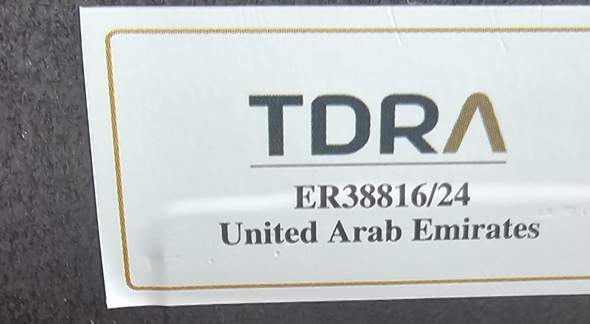 TDRA
ER38816/24
United Arab Emirates